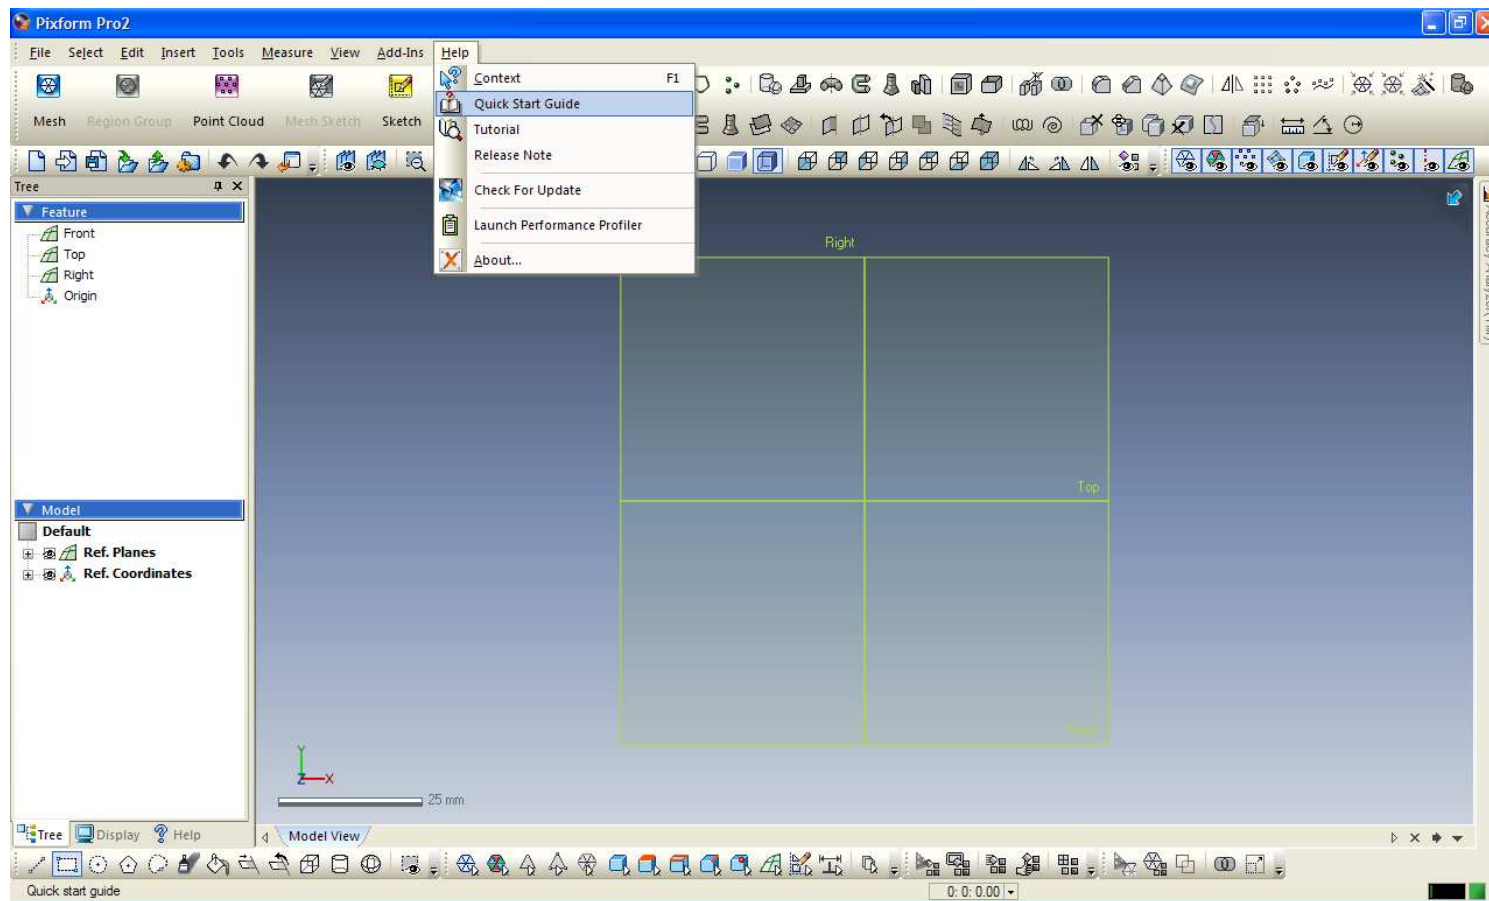 Pixform Pro2
File Select Edit Insert Tools Measure View Add-Ins Help
Context F1
Quick Start Guide
Tutorial
Release Note
Check For Update
Launch Performance Profiler
About...
Mesh Region Group Point Cloud Mesh Sketch Sketch
Tree
Feature
Front
Top
Right
Origin
Model
Default
Ref. Planes
Ref. Coordinates
Right
Top
Y
Z X
25 mm
Tree Display Help
Model View
Quick start guide
0: 0: 0.00